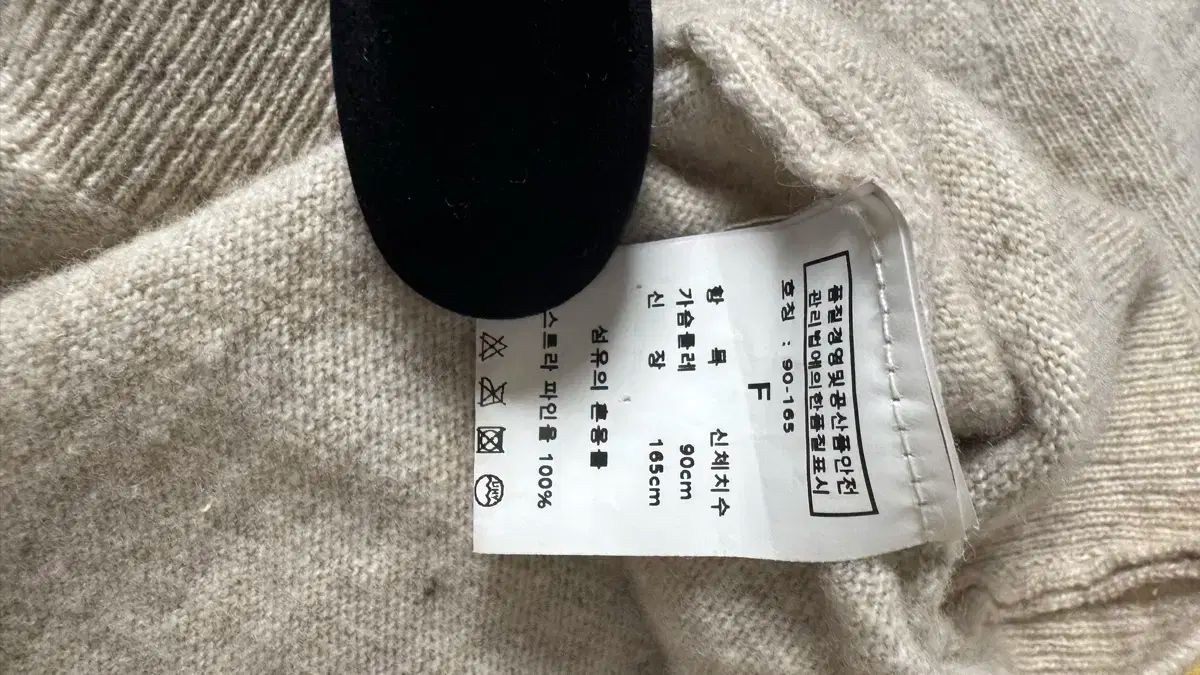 품질경영및공산품안전
관리법에의한품질표시
호칭 : 90-165
F
항 목 신체치수
가슴둘레 90cm
신 장 165cm
섬유의 혼용률
스트라 파인울 100%